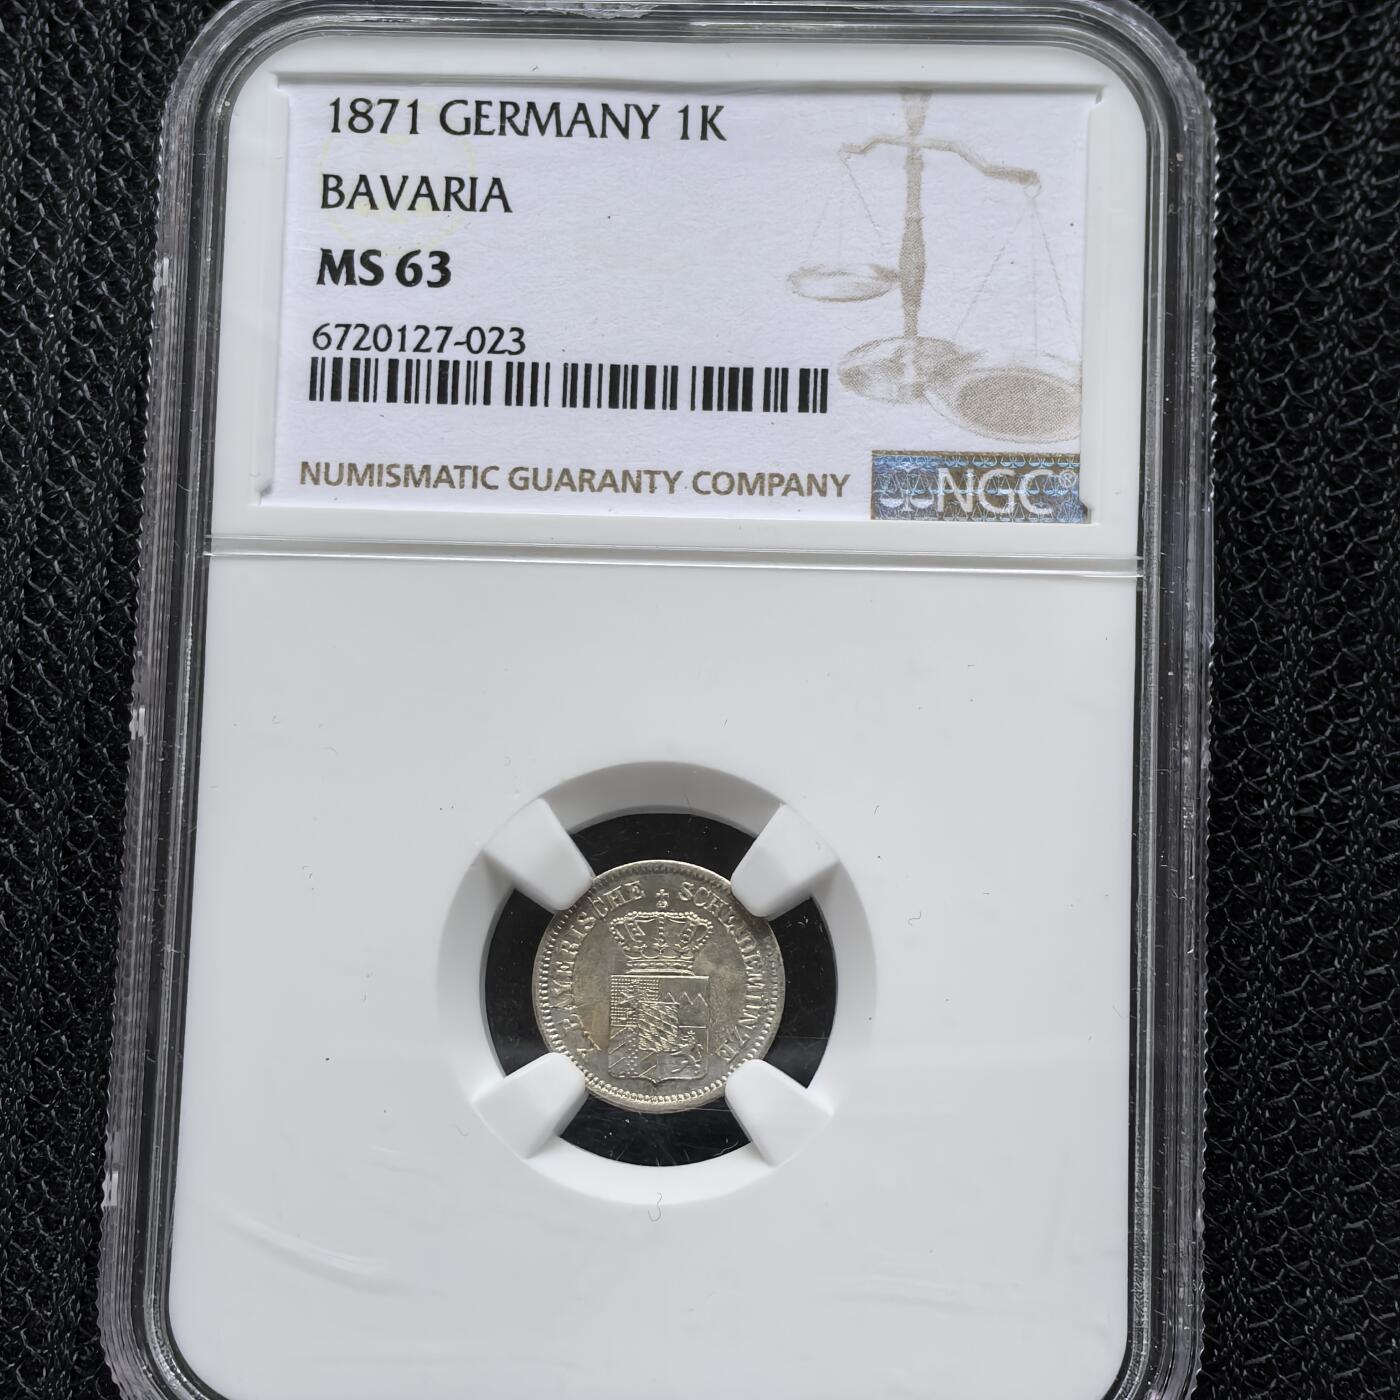 1871 GERMANY 1K
BAVARIA
MS 63
6720127-023
NUMISMATIC GUARANTY COMPANY
NGC®
K. BAYERISCHE SCHEIDEMÜNZE